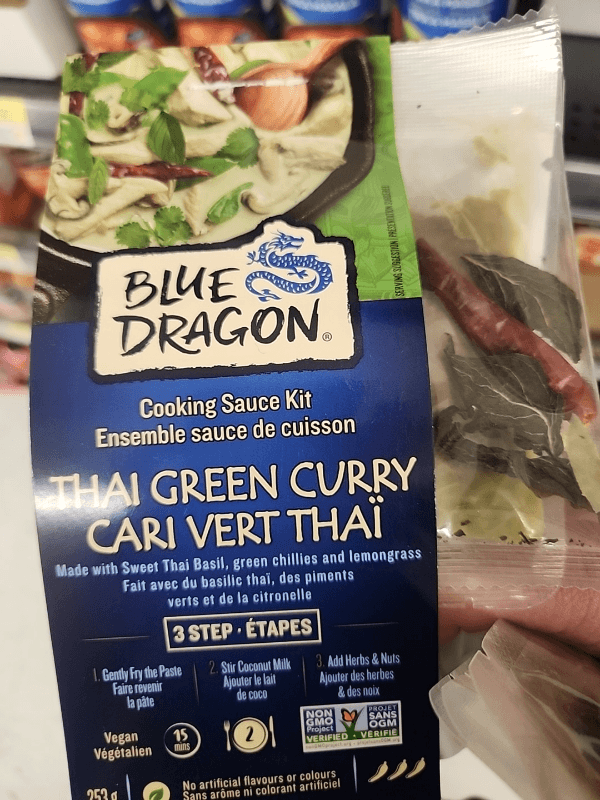 SERVING SUGGESTION / PRÉSENTATION SUGGÉRÉE
BLUE
DRAGON®
Cooking Sauce Kit
Ensemble sauce de cuisson
THAI GREEN CURRY
CARI VERT THAÏ
Made with Sweet Thai Basil, green chillies and lemongrass
Fait avec du basilic thaï, des piments
verts et de la citronelle
3 STEP · ÉTAPES
1. Gently Fry the Paste
Faire revenir
la pâte
2. Stir Coconut Milk
Ajouter le lait
de coco
3. Add Herbs & Nuts
Ajouter des herbes
& des noix
Vegan
Végétalien
15
mins
2
NON
GMO
Project
VERIFIED
PROJET
SANS
OGM
VÉRIFIÉ
253 g
No artificial flavours or colours
Sans arôme ni colorant artificiel